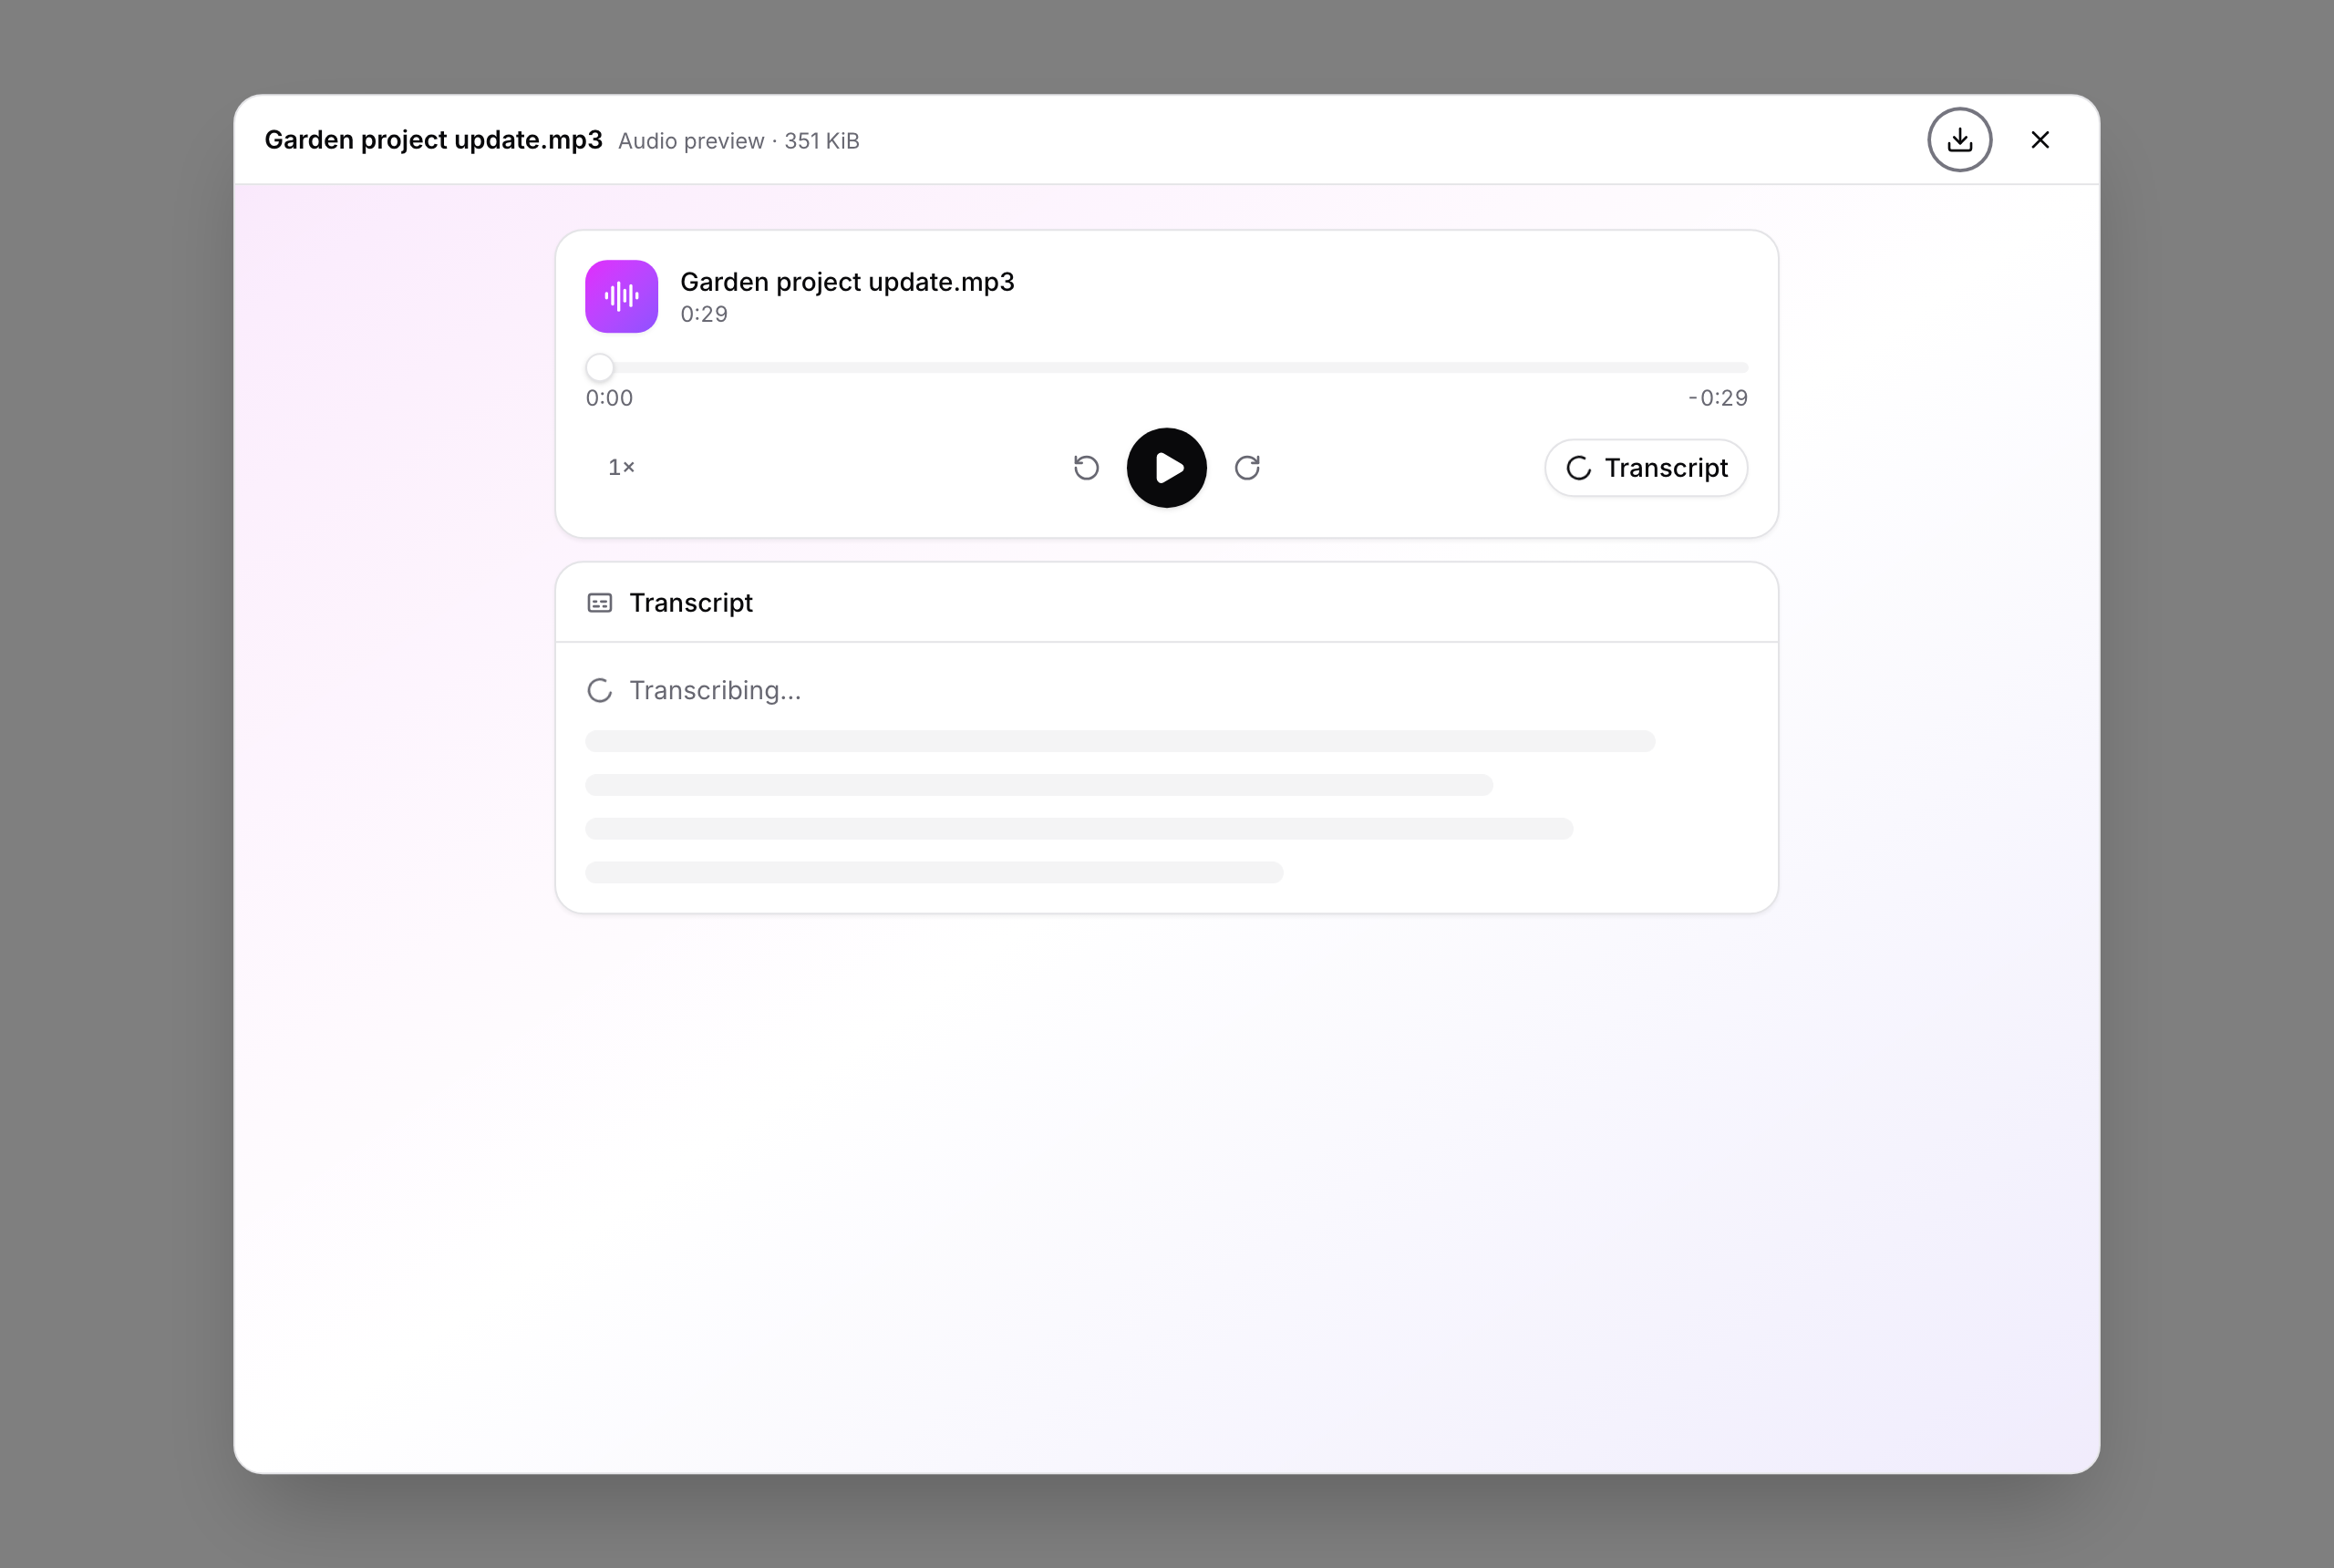 Garden project update.mp3 Audio preview · 351 KiB
Garden project update.mp3
0:29
0:00 -0:29
1× Transcript
Transcript
Transcribing...